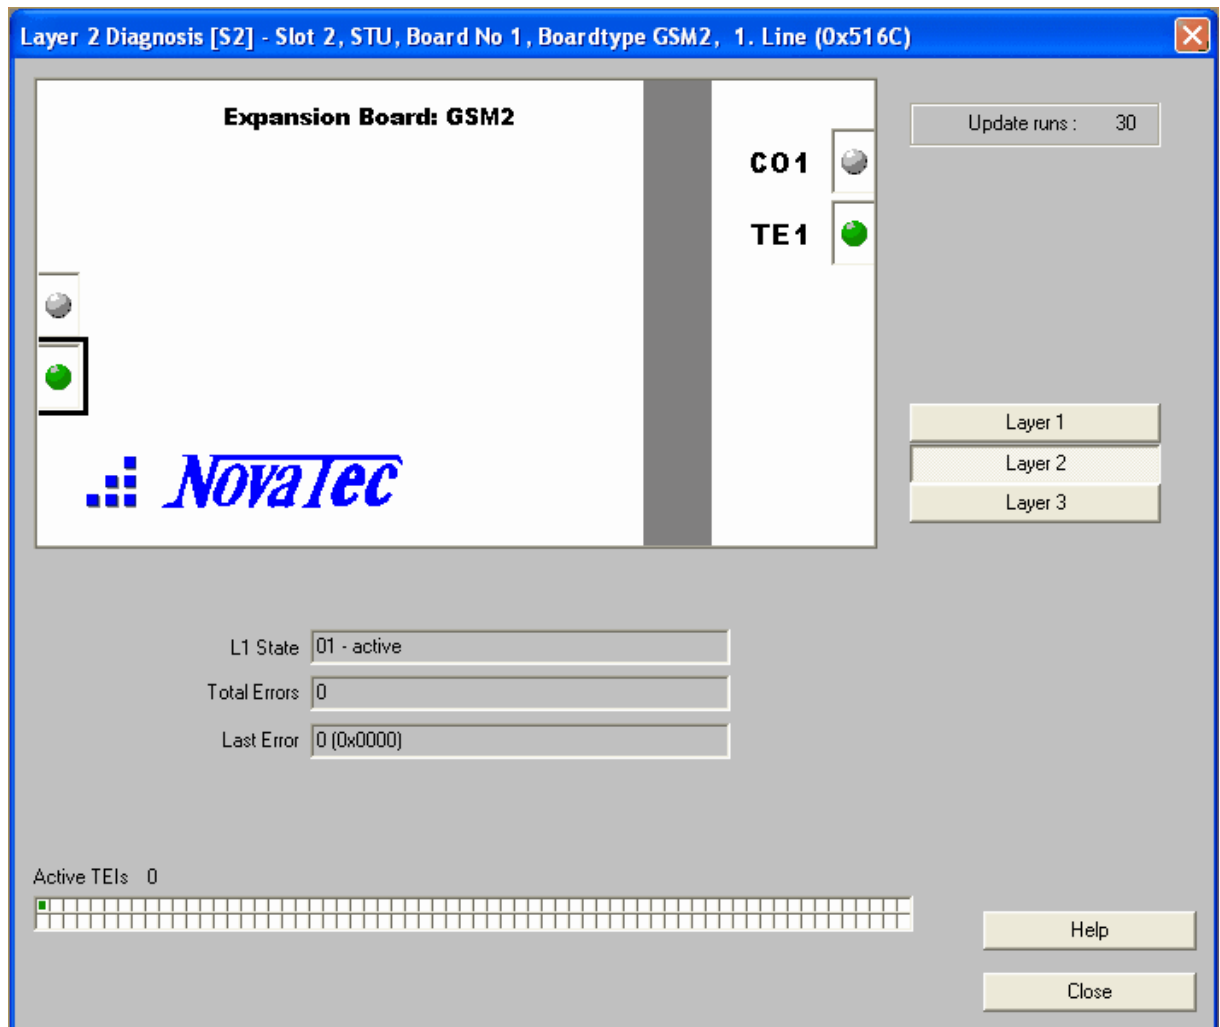 Layer 2 Diagnosis [S2] - Slot 2, STU, Board No 1, Boardtype GSM2, 1. Line (0x516C)
Expansion Board: GSM2
Update runs : 30
CO1
TE1
Layer 1
Layer 2
Layer 3
NovaTec
L1 State 01 - active
Total Errors 0
Last Error 0 (0x0000)
Active TEIs 0
Help
Close